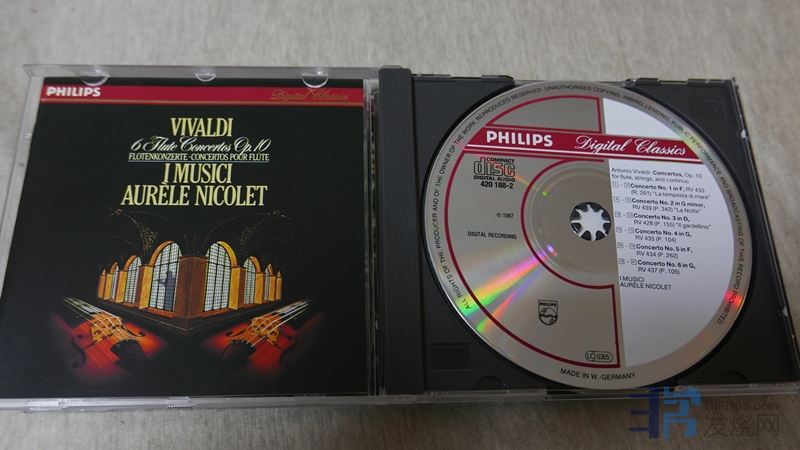 PHILIPS
Digital Classics
VIVALDI
6 Flute Concertos Op.10
FLOTENKONZERTE·CONCERTOS POUR FLÛTE
I MUSICI
AURÈLE NICOLET
ALL RIGHTS OF THE PRODUCER AND OF THE OWNER OF THE WORK REPRODUCED RESERVED. UNAUTHORISED COPYING, HIRING, LENDING, PUBLIC PERFORMANCE AND BROADCASTING OF THIS RECORD PROHIBITED
PHILIPS
Digital Classics
COMPACT
disc
DIGITAL AUDIO
420 188-2
℗ 1987
DIGITAL RECORDING
Antonio Vivaldi: Concertos, Op. 10
for flute, strings, and continuo
Concerto No. 1 in F, RV 433
(R. 261) "La tempesta di mare"
Concerto No. 2 in G minor,
RV 439 (P. 342) "La Notte"
Concerto No. 3 in D,
RV 428 (P. 155) "Il gardellino"
Concerto No. 4 in G,
RV 435 (P. 104)
Concerto No. 5 in F,
RV 434 (P. 262)
Concerto No. 6 in G,
RV 437 (P. 105)
I MUSICI
AURÈLE NICOLET
PHILIPS
LC 0305
MADE IN W.-GERMANY
发烧网